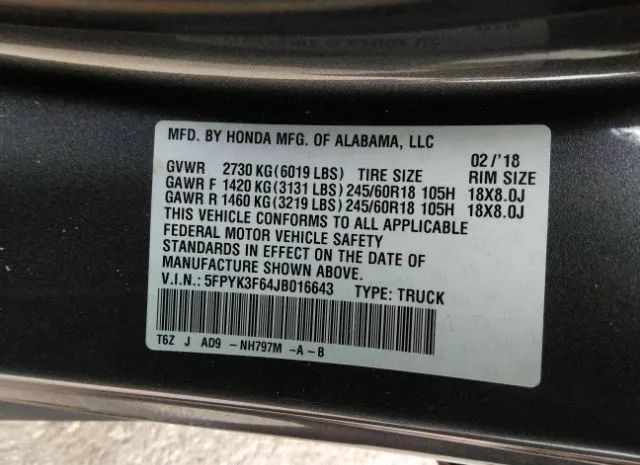 MFD. BY HONDA MFG. OF ALABAMA, LLC
02/'18
GVWR 2730 KG(6019 LBS) TIRE SIZE RIM SIZE
GAWR F 1420 KG(3131 LBS)245/60R18 105H 18X8.0J
GAWR R 1460 KG(3219 LBS)245/60R18 105H 18X8.0J
THIS VEHICLE CONFORMS TO ALL APPLICABLE
FEDERAL MOTOR VEHICLE SAFETY
STANDARDS IN EFFECT ON THE DATE OF
MANUFACTURE SHOWN ABOVE.
V.I.N.: 5FPYK3F64JB016643 TYPE: TRUCK
T6Z J AD9 -NH797M -A-B